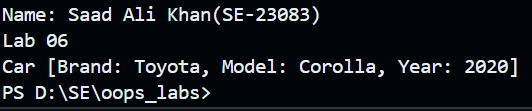 Name: Saad Ali Khan(SE-23083)
Lab 06
Car [Brand: Toyota, Model: Corolla, Year: 2020]
PS D:\SE\oops_labs>